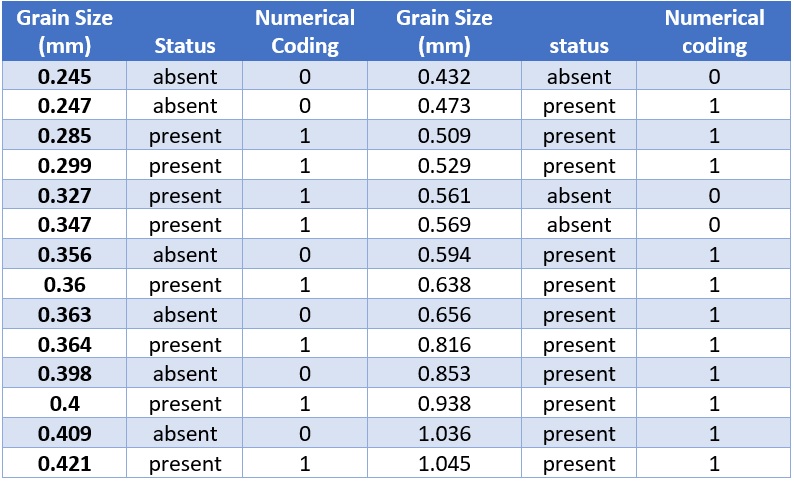 Grain Size (mm) Status Numerical Coding Grain Size (mm) status Numerical coding
0.245 absent 0 0.432 absent 0
0.247 absent 0 0.473 present 1
0.285 present 1 0.509 present 1
0.299 present 1 0.529 present 1
0.327 present 1 0.561 absent 0
0.347 present 1 0.569 absent 0
0.356 absent 0 0.594 present 1
0.36 present 1 0.638 present 1
0.363 absent 0 0.656 present 1
0.364 present 1 0.816 present 1
0.398 absent 0 0.853 present 1
0.4 present 1 0.938 present 1
0.409 absent 0 1.036 present 1
0.421 present 1 1.045 present 1